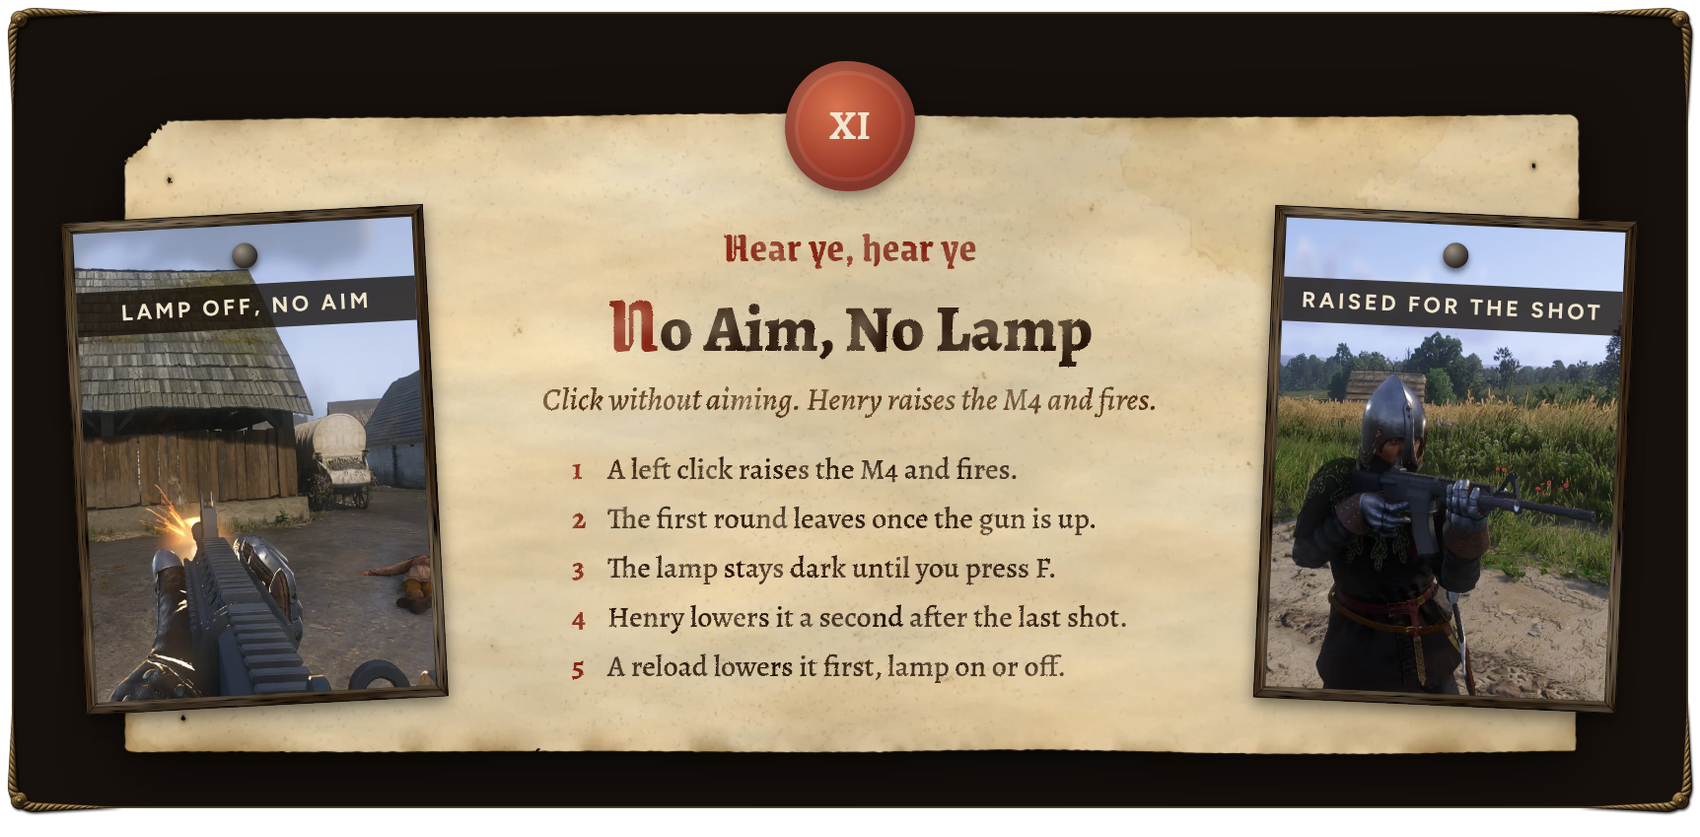 XI
Hear ye, hear ye
No Aim, No Lamp
Click without aiming. Henry raises the M4 and fires.
1 A left click raises the M4 and fires.
2 The first round leaves once the gun is up.
3 The lamp stays dark until you press F.
4 Henry lowers it a second after the last shot.
5 A reload lowers it first, lamp on or off.
LAMP OFF, NO AIM
RAISED FOR THE SHOT